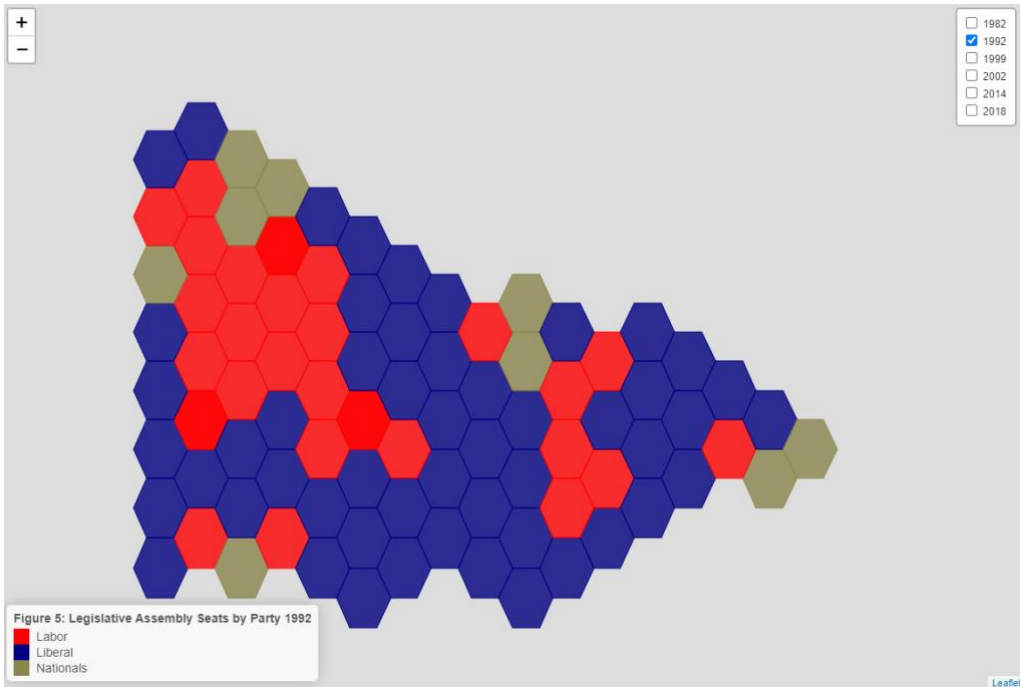 +
−
1982
1992
1999
2002
2014
2018
Figure 5: Legislative Assembly Seats by Party 1992
Labor
Liberal
Nationals
Leaflet